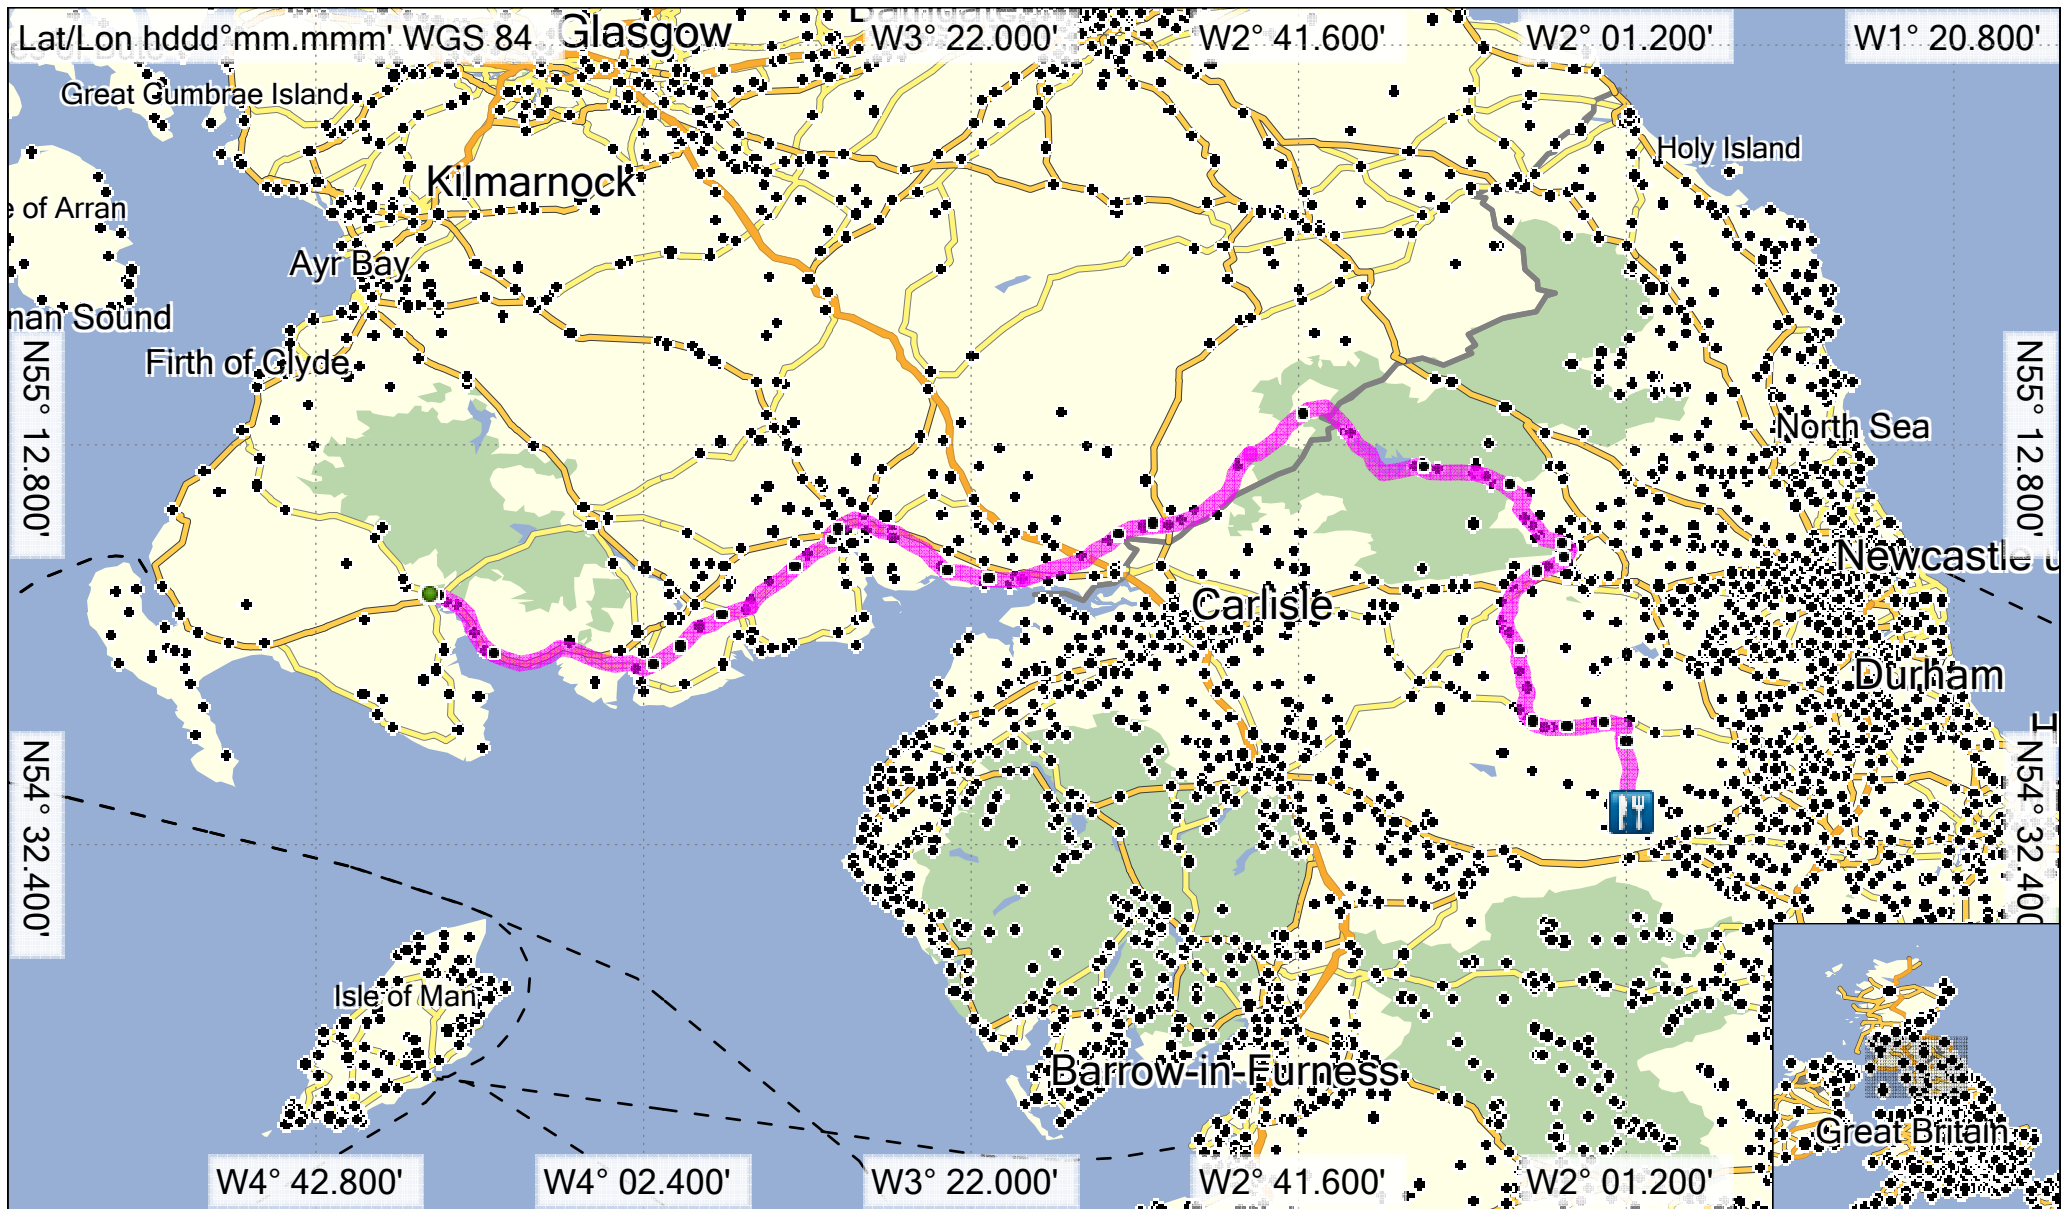 Lat/Lon hddd°mm.mmm' WGS 84
Glasgow
W3° 22.000'
W2° 41.600'
W2° 01.200'
W1° 20.800'
Great Cumbrae Island
Holy Island
Kilmarnock
e of Arran
Ayr Bay
nan Sound
Firth of Clyde
N55° 12.800'
N55° 12.800'
North Sea
Newcastle u
Carlisle
Durham
H
N54° 32.400'
N54° 32.400'
Isle of Man
Barrow-in-Furness
Great Britain
W4° 42.800'
W4° 02.400'
W3° 22.000'
W2° 41.600'
W2° 01.200'